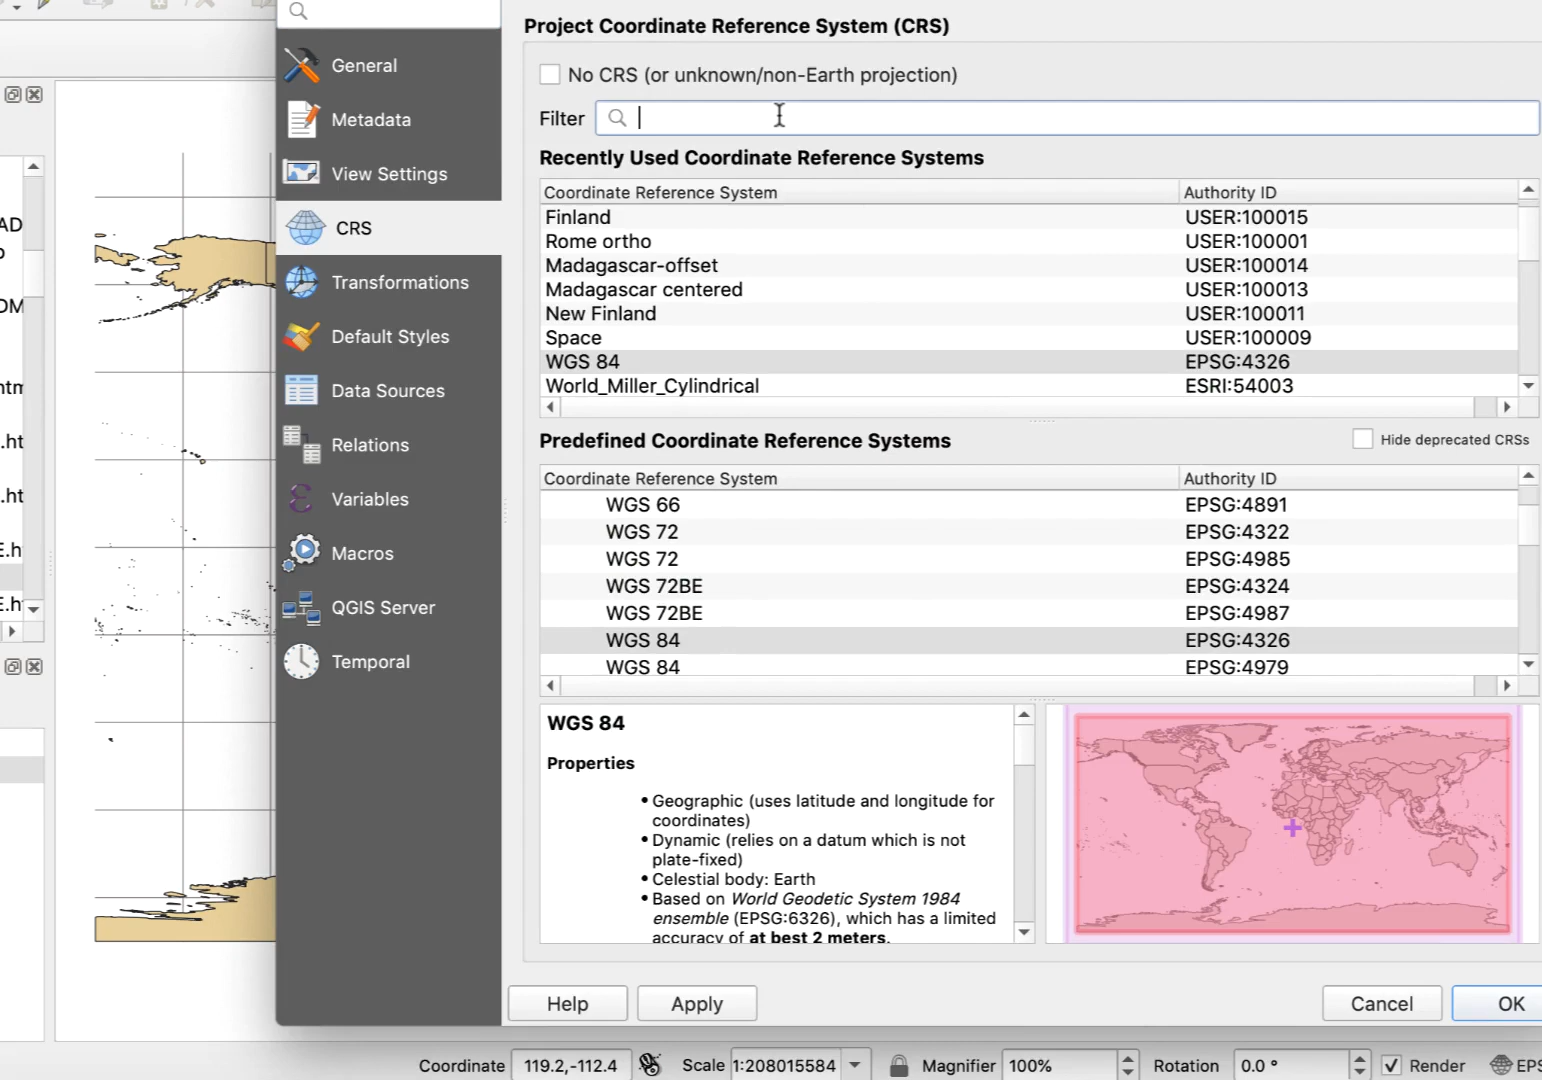 Project Coordinate Reference System (CRS)
No CRS (or unknown/non-Earth projection)
Filter
General
Metadata
View Settings
CRS
Transformations
Default Styles
Data Sources
Relations
Variables
Macros
QGIS Server
Temporal
Recently Used Coordinate Reference Systems
Coordinate Reference System Authority ID
Finland USER:100015
Rome ortho USER:100001
Madagascar-offset USER:100014
Madagascar centered USER:100013
New Finland USER:100011
Space USER:100009
WGS 84 EPSG:4326
World_Miller_Cylindrical ESRI:54003
Predefined Coordinate Reference Systems Hide deprecated CRSs
Coordinate Reference System Authority ID
WGS 66 EPSG:4891
WGS 72 EPSG:4322
WGS 72 EPSG:4985
WGS 72BE EPSG:4324
WGS 72BE EPSG:4987
WGS 84 EPSG:4326
WGS 84 EPSG:4979
WGS 84
Properties
• Geographic (uses latitude and longitude for
coordinates)
• Dynamic (relies on a datum which is not
plate-fixed)
• Celestial body: Earth
• Based on World Geodetic System 1984
ensemble (EPSG:6326), which has a limited
accuracy of at best 2 meters.
Help Apply Cancel OK
Coordinate 119.2,-112.4 Scale 1:208015584 Magnifier 100% Rotation 0.0 ° Render